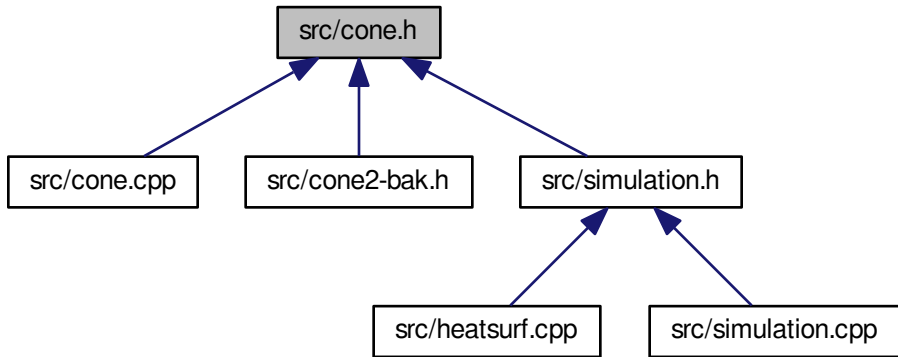 src/cone.h
src/cone.cpp
src/cone2-bak.h
src/simulation.h
src/heatsurf.cpp
src/simulation.cpp